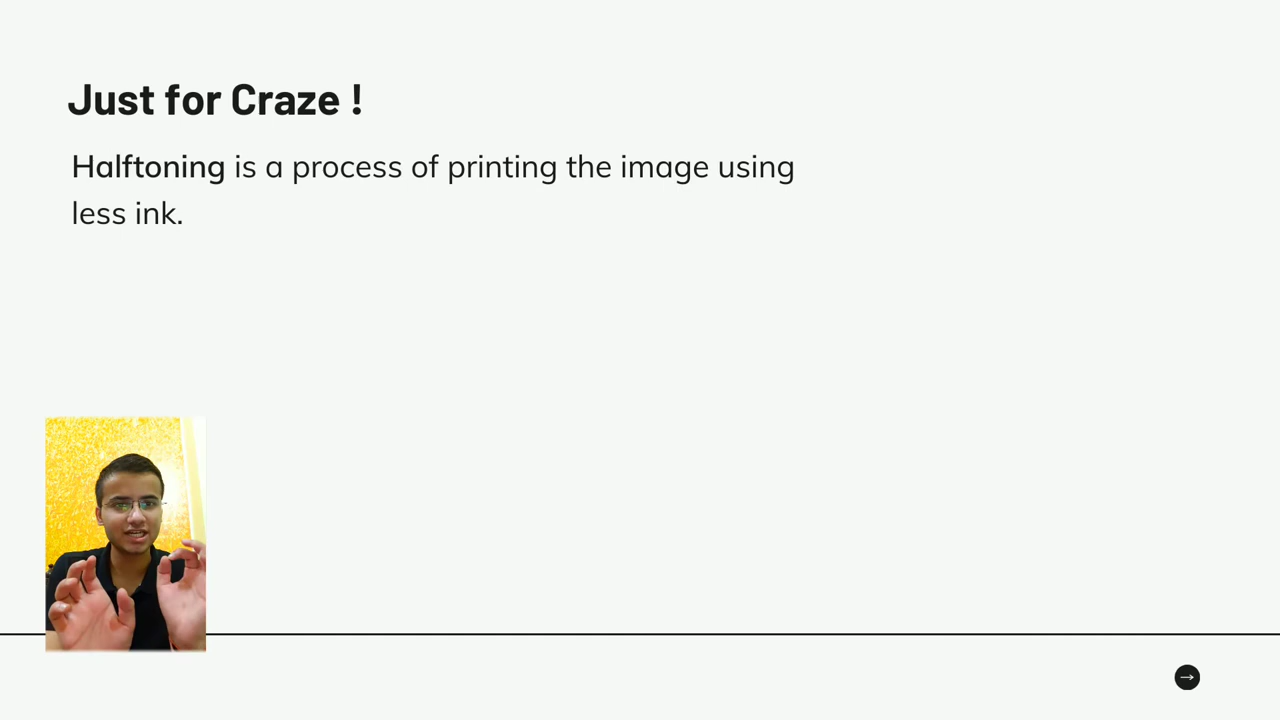 Just for Craze !
Halftoning is a process of printing the image using
less ink.